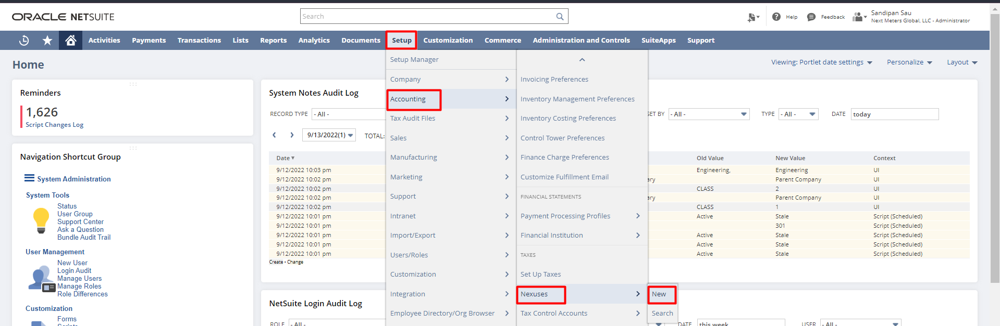 ORACLE NETSUITE
Search
Help
Feedback
Sandipan Sau
Next Meters Global, LLC - Administrator
Activities Payments Transactions Lists Reports Analytics Documents Setup Customization Commerce Administration and Controls SuiteApps Support
Home
Viewing: Portlet date settings Personalize Layout
Reminders
1,626
Script Changes Log
Navigation Shortcut Group
System Administration
System Tools
Status
User Group
Support Center
Ask a Question
Bundle Audit Trail
User Management
New User
Login Audit
Manage Users
Manage Roles
Role Differences
Customization
Forms
System Notes Audit Log
RECORD TYPE - All -
SET BY - All - TYPE - All - DATE today
9/13/2022(1) TOTAL:
Date Old Value New Value Context
9/12/2022 10:03 pm Engineering, Engineering UI
9/12/2022 10:02 pm ary Parent Company UI
9/12/2022 10:02 pm CLASS 2 UI
9/12/2022 10:02 pm ary Parent Company UI
9/12/2022 10:02 pm CLASS 1 UI
9/12/2022 10:01 pm Active Stale Script (Scheduled)
9/12/2022 10:01 pm 301 Script (Scheduled)
9/12/2022 10:01 pm Active Stale Script (Scheduled)
9/12/2022 10:01 pm Active Stale Script (Scheduled)
9/12/2022 10:01 pm Active Stale Script (Scheduled)
Create • Change
NetSuite Login Audit Log
ROLE - All -
DATE this week USER - All -
Setup Manager
Company
Accounting
Tax Audit Files
Sales
Manufacturing
Marketing
Support
Intranet
Import/Export
Users/Roles
Customization
Integration
Employee Directory/Org Browser
Invoicing Preferences
Inventory Management Preferences
Inventory Costing Preferences
Control Tower Preferences
Finance Charge Preferences
Customize Fulfillment Email
FINANCIAL STATEMENTS
Payment Processing Profiles
Financial Institution
TAXES
Set Up Taxes
Nexuses
Tax Control Accounts
New
Search